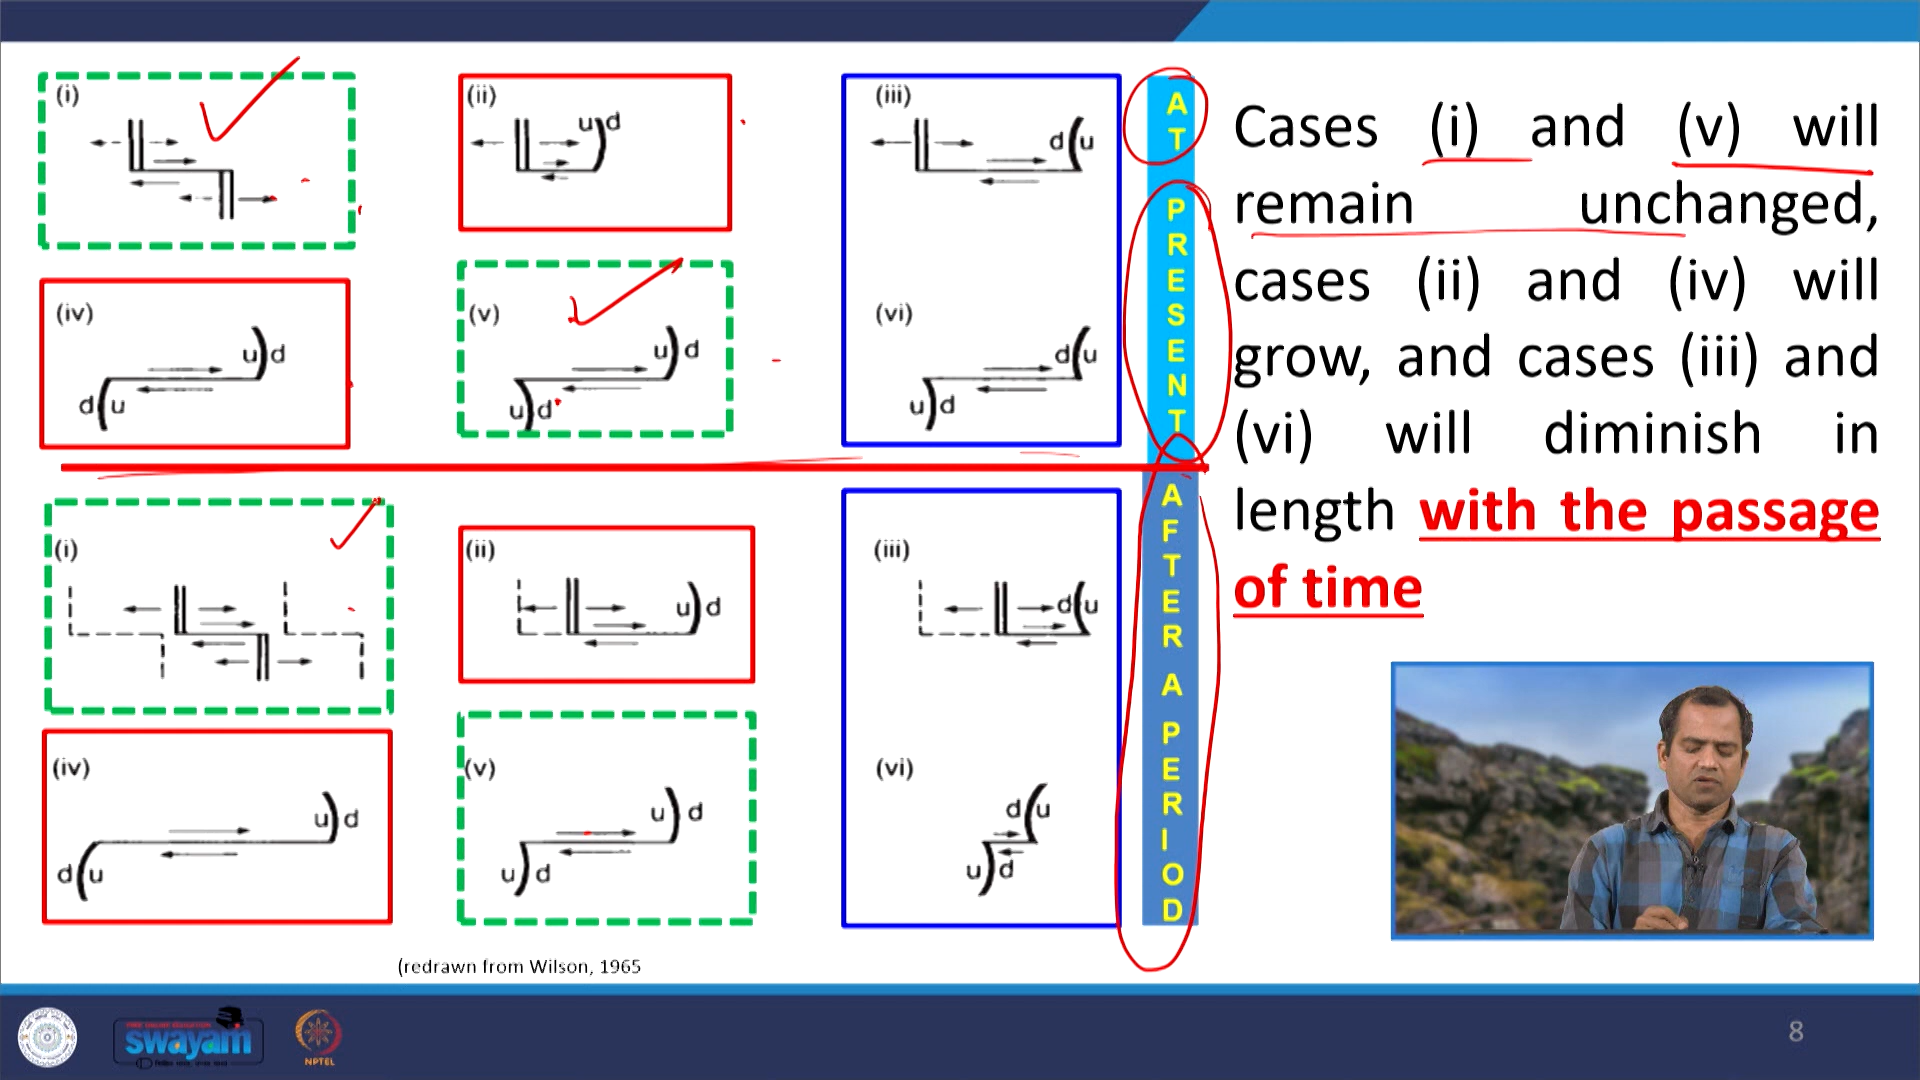 (i)
(ii)
u d
(iii)
d u
(iv)
u d
d u
(v)
u d
u d
(vi)
d u
u d
AT PRESENT
(i)
(ii)
u d
(iii)
d u
(iv)
u d
d u
(v)
u d
u d
(vi)
d u
u d
AFTER A PERIOD
(redrawn from Wilson, 1965
Cases (i) and (v) will
remain unchanged,
cases (ii) and (iv) will
grow, and cases (iii) and
(vi) will diminish in
length with the passage
of time
swayam
NPTEL
8